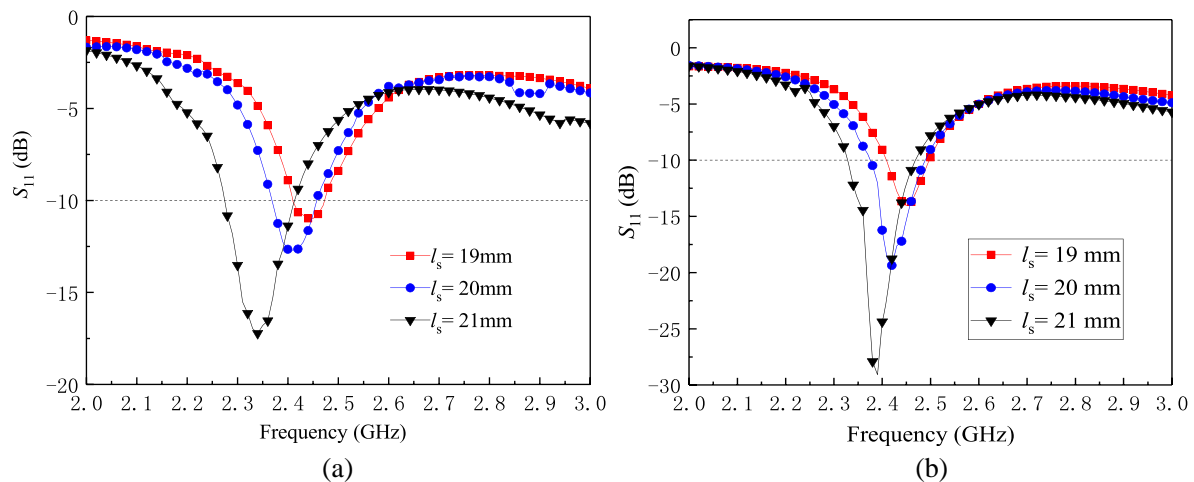 0
−5
−10
−15
−20
S₁₁ (dB)
lₛ= 19mm
lₛ= 20mm
lₛ= 21mm
2.0 2.1 2.2 2.3 2.4 2.5 2.6 2.7 2.8 2.9 3.0
Frequency (GHz)
(a)
0
−5
−10
−15
−20
−25
−30
S₁₁ (dB)
lₛ= 19 mm
lₛ= 20 mm
lₛ= 21 mm
2.0 2.1 2.2 2.3 2.4 2.5 2.6 2.7 2.8 2.9 3.0
Frequency (GHz)
(b)